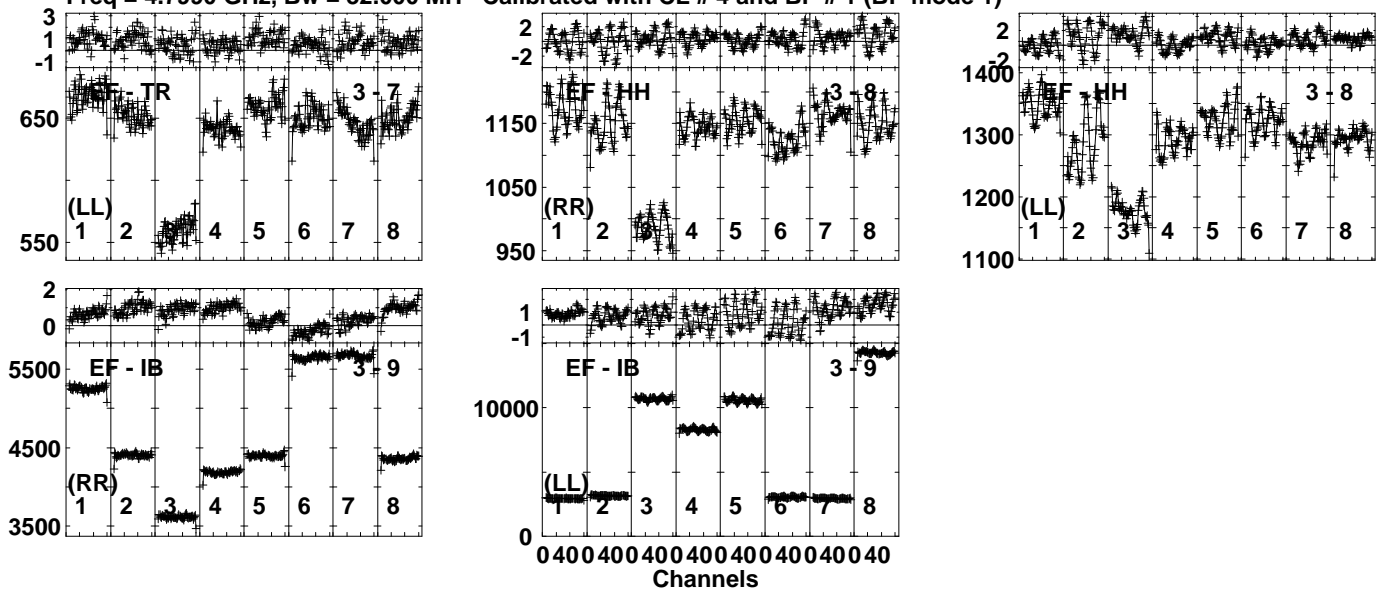 Freq = 4.7990 GHz, Bw = 32.000 MH Calibrated with CL # 4 and BP # 1 (BP mode 1)
3
1
-1
EF - TR 3 - 7
650
(LL)
550
1 2 3 4 5 6 7 8
2
-2
EF - HH 3 - 8
1150
1050
(RR)
950
1 2 3 4 5 6 7 8
2
-2
1400
EF - HH 3 - 8
1300
1200
(LL)
1100
1 2 3 4 5 6 7 8
2
0
EF - IB 3 - 9
5500
4500
(RR)
3500
1 2 3 4 5 6 7 8
1
-1
EF - IB 3 - 9
10000
(LL)
0
1 2 3 4 5 6 7 8
0 40 0 40 0 40 0 40 0 40 0 40 0 40 0 40
Channels